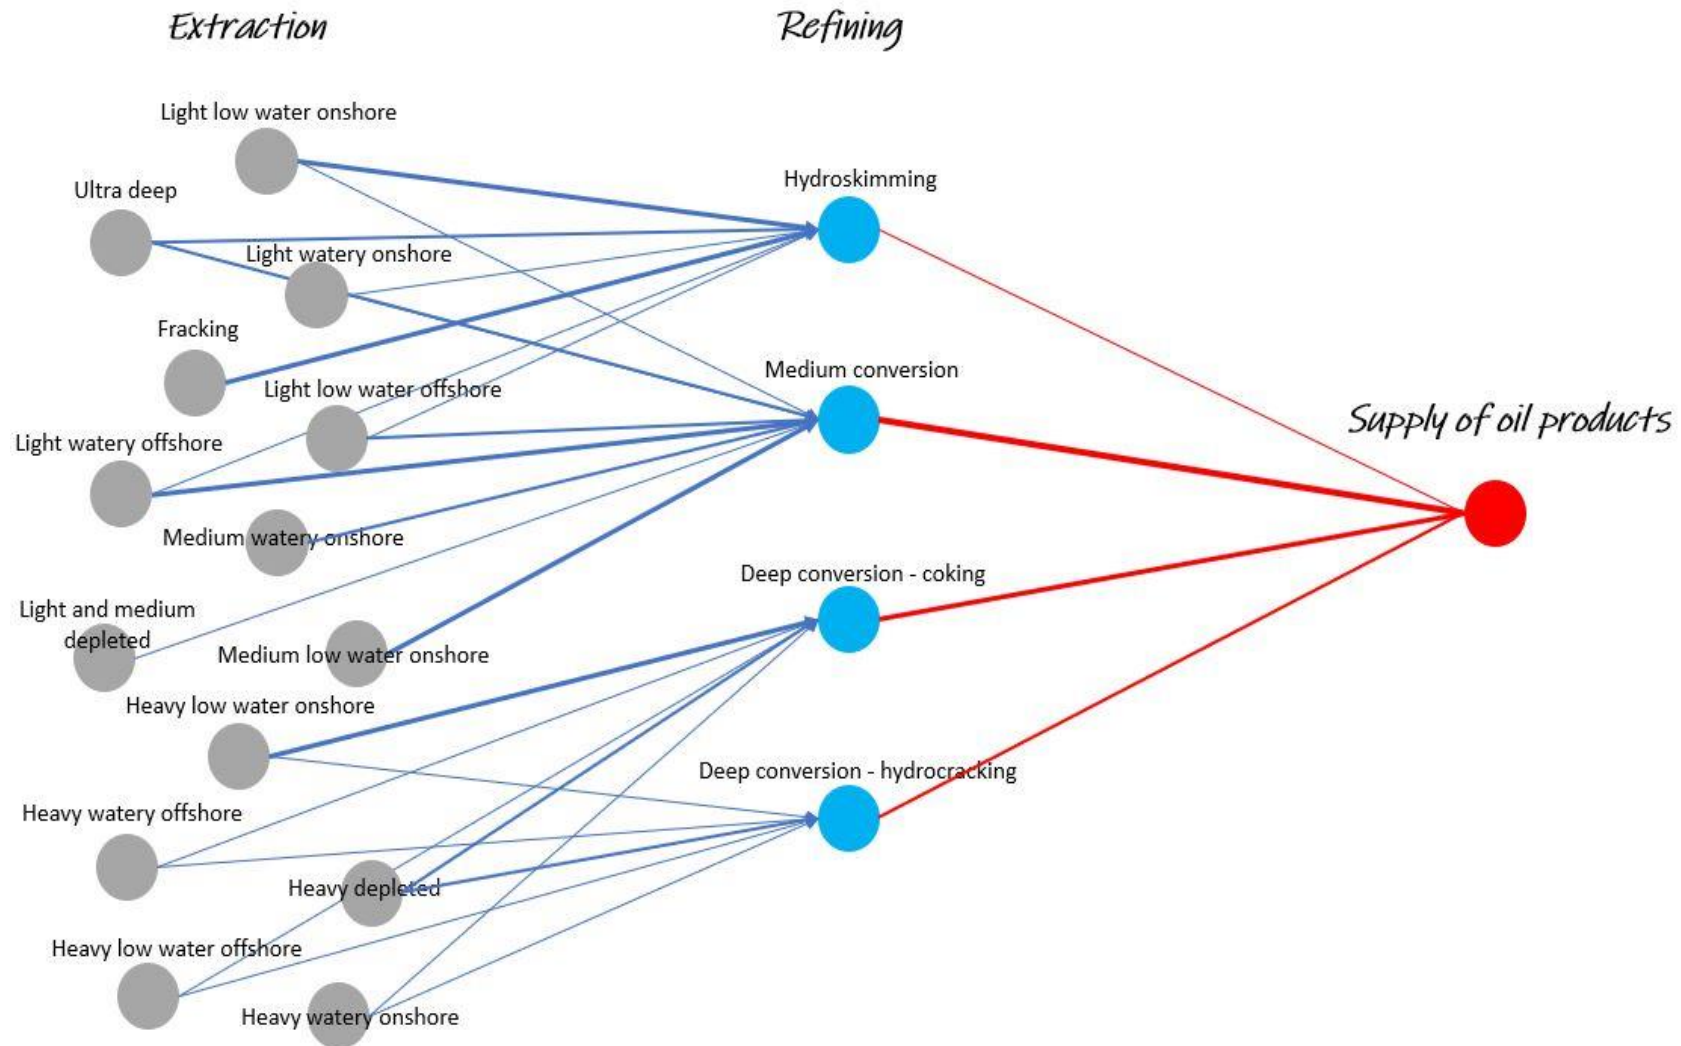 Extraction
Refining
Light low water onshore
Hydroskimming
Ultra deep
Light watery onshore
Fracking
Medium conversion
Light low water offshore
Supply of oil products
Light watery offshore
Medium watery onshore
Deep conversion - coking
Light and medium
depleted
Medium low water onshore
Heavy low water onshore
Deep conversion - hydrocracking
Heavy watery offshore
Heavy depleted
Heavy low water offshore
Heavy watery onshore